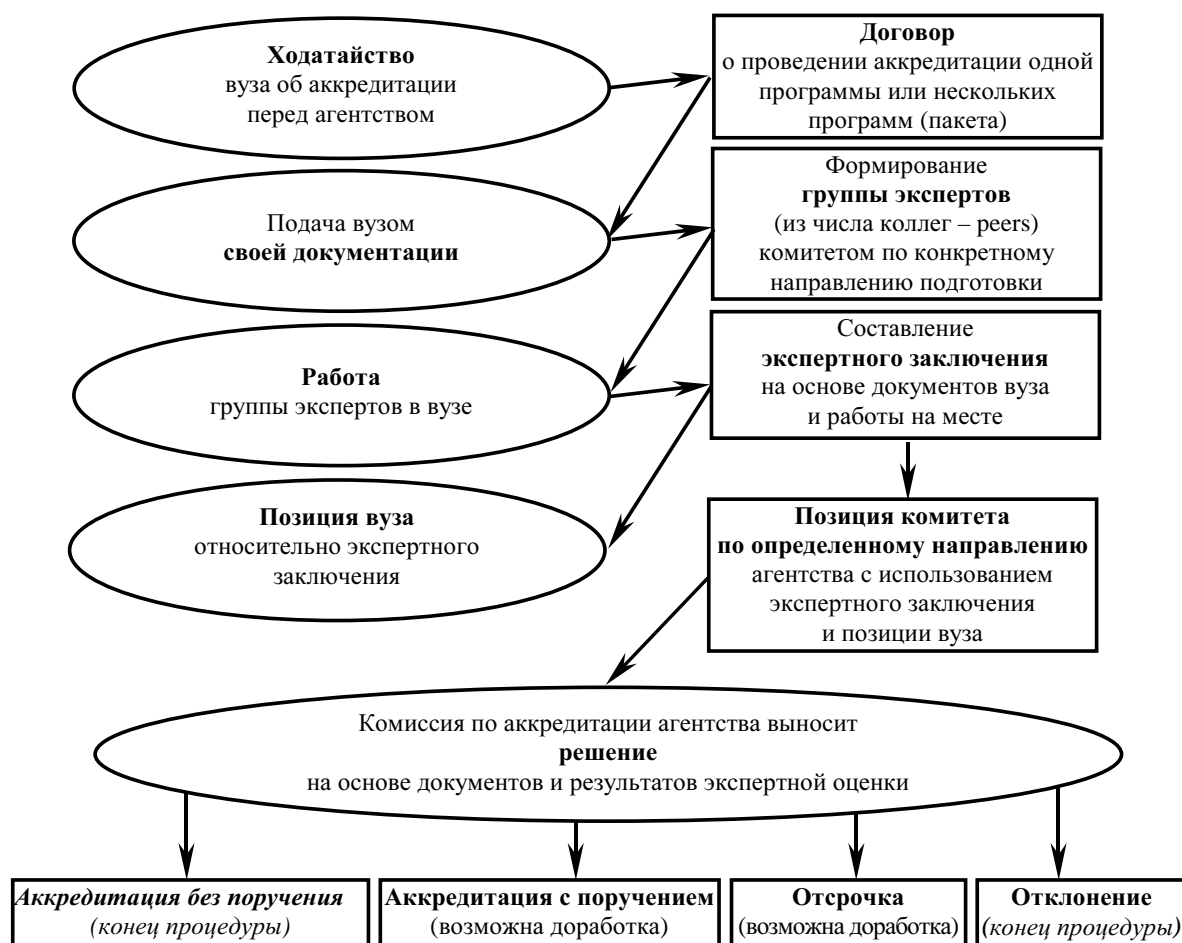 Ходатайство
вуза об аккредитации
перед агентством
Договор
о проведении аккредитации одной
программы или нескольких
программ (пакета)
Подача вузом
своей документации
Формирование
группы экспертов
(из числа коллег – peers)
комитетом по конкретному
направлению подготовки
Работа
группы экспертов в вузе
Составление
экспертного заключения
на основе документов вуза
и работы на месте
Позиция вуза
относительно экспертного
заключения
Позиция комитета
по определенному направлению
агентства с использованием
экспертного заключения
и позиции вуза
Комиссия по аккредитации агентства выносит
решение
на основе документов и результатов экспертной оценки
Аккредитация без поручения
(конец процедуры)
Аккредитация с поручением
(возможна доработка)
Отсрочка
(возможна доработка)
Отклонение
(конец процедуры)